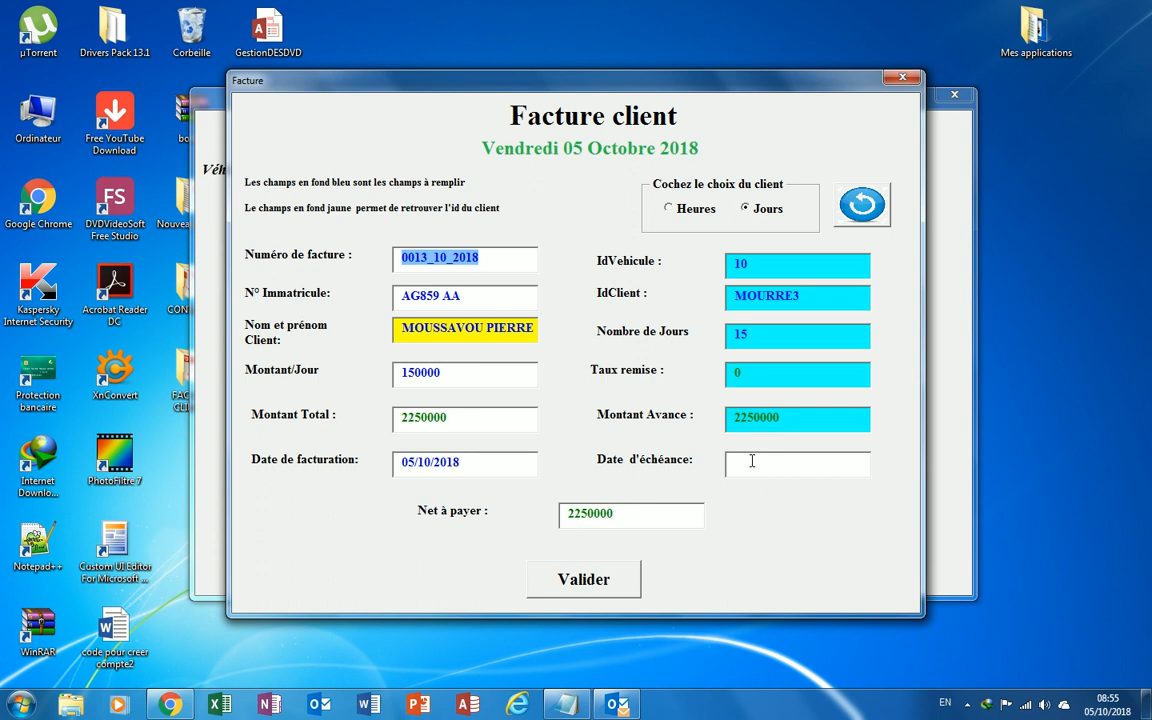 µTorrent
Drivers Pack 13.1
Corbeille
GestionDESDVD
Mes applications
Ordinateur
Free YouTube
Download
bo
Google Chrome
DVDVideoSoft
Free Studio
Nouvea
Kaspersky
Internet Security
Acrobat Reader
DC
CON
Protection
bancaire
XnConvert
FAC
CLI
Internet
Downlo...
PhotoFiltre 7
Notepad++
Custom UI Editor
For Microsoft ...
WinRAR
code pour creer
compte2
Véh
Facture
Facture client
Vendredi 05 Octobre 2018
Les champs en fond bleu sont les champs à remplir
Le champs en fond jaune permet de retrouver l'id du client
Cochez le choix du client
Heures
Jours
Numéro de facture :
0013_10_2018
IdVehicule :
10
N° Immatricule:
AG859 AA
IdClient :
MOURRE3
Nom et prénom
Client:
MOUSSAVOU PIERRE
Nombre de Jours
15
Montant/Jour
150000
Taux remise :
0
Montant Total :
2250000
Montant Avance :
2250000
Date de facturation:
05/10/2018
Date d'échéance:
Net à payer :
2250000
Valider
EN
08:55
05/10/2018